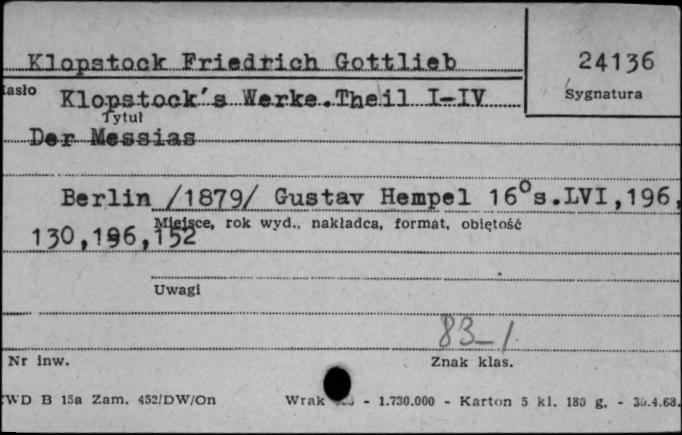 Klopstock Friedrich Gottlieb
24136
Sygnatura
asło Klopstock's Werke.Theil I-IV
Tytuł
Der Messias
Berlin /1879/ Gustav Hempel 16° s.LVI,196,
Miejsce, rok wyd., nakładca, format, objętość
130,196,152
Uwagi
83-1
Nr inw.
Znak klas.
WD B 15a Zam. 452/DW/On Wrak - 1.730.000 - Karton 5 kl. 180 g. - 30.4.68.